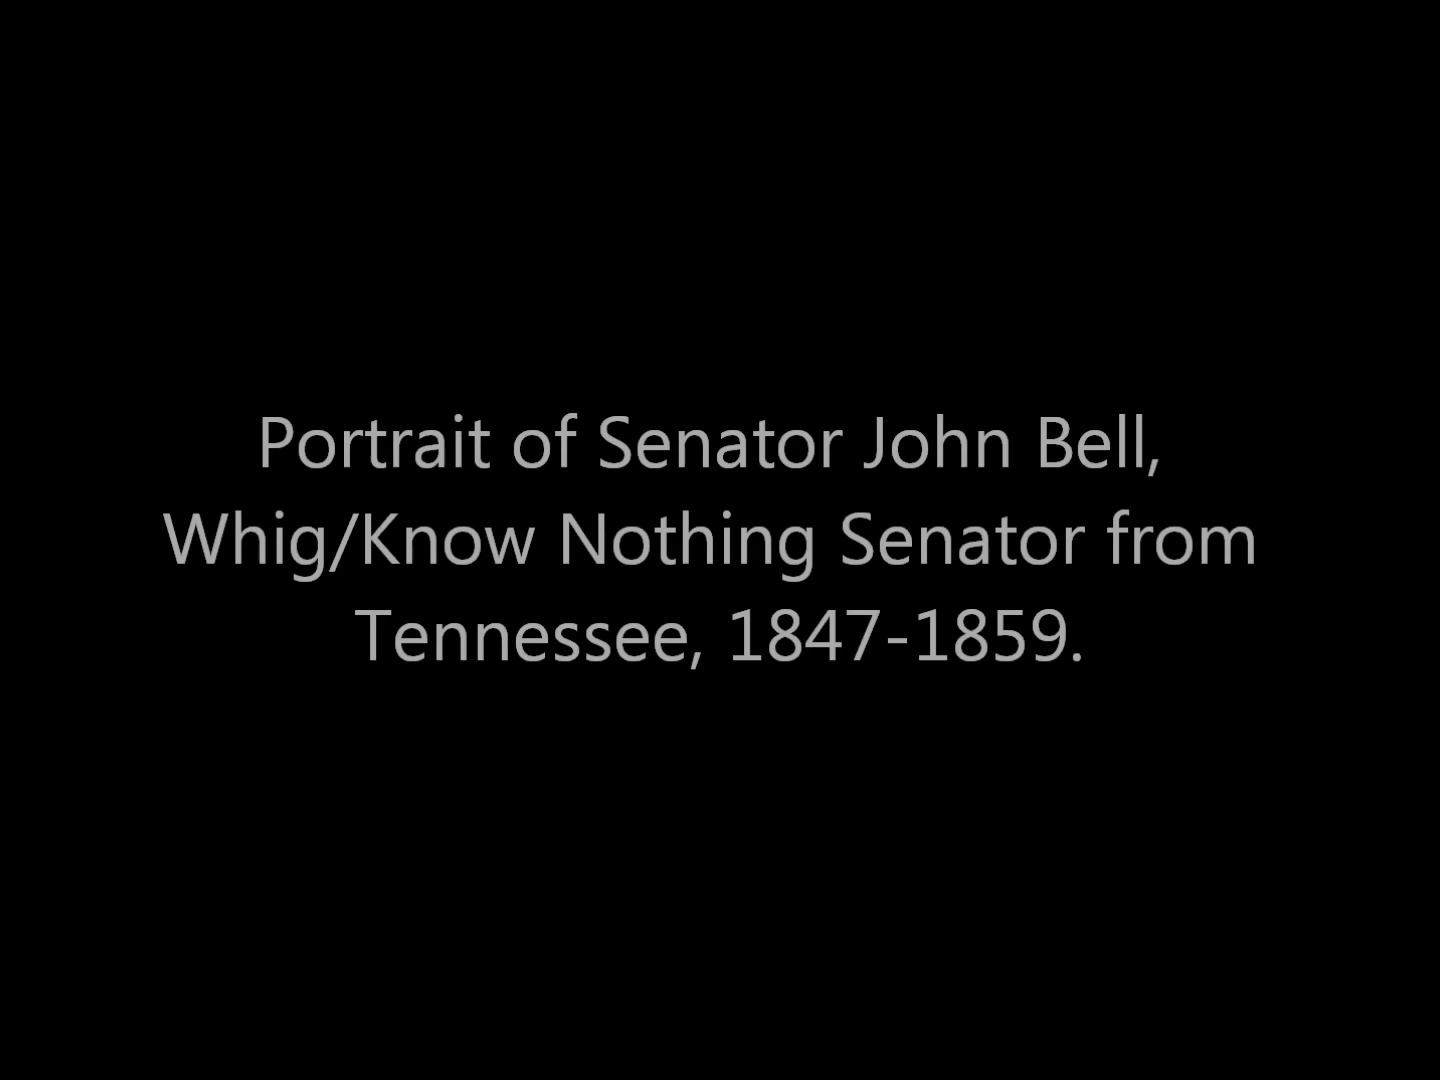 Portrait of Senator John Bell,
Whig/Know Nothing Senator from
Tennessee, 1847-1859.